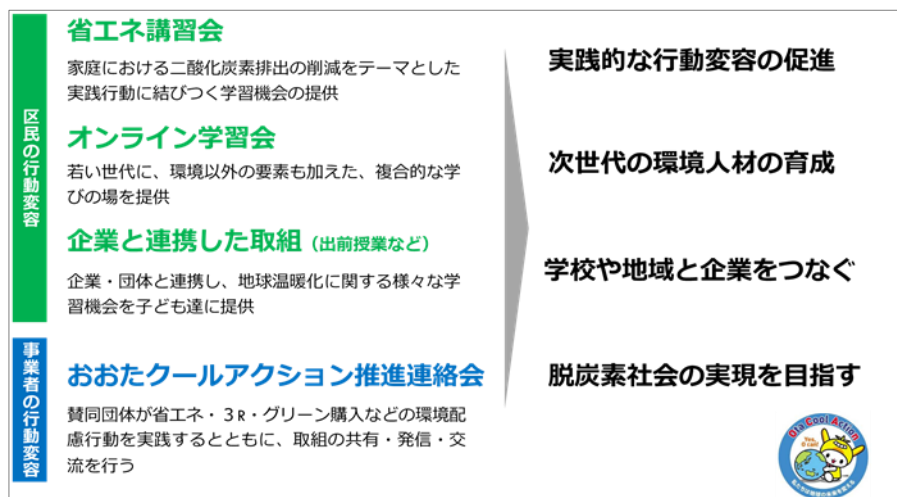 区民の行動変容
省エネ講習会
家庭における二酸化炭素排出の削減をテーマとした
実践行動に結びつく学習機会の提供
オンライン学習会
若い世代に、環境以外の要素も加えた、複合的な学
びの場を提供
企業と連携した取組（出前授業など）
企業・団体と連携し、地球温暖化に関する様々な学
習機会を子ども達に提供
事業者の行動変容
おおたクールアクション推進連絡会
賛同団体が省エネ・３R・グリーン購入などの環境配
慮行動を実践するとともに、取組の共有・発信・交
流を行う
実践的な行動変容の促進
次世代の環境人材の育成
学校や地域と企業をつなぐ
脱炭素社会の実現を目指す
Ota Cool Action
Yes,